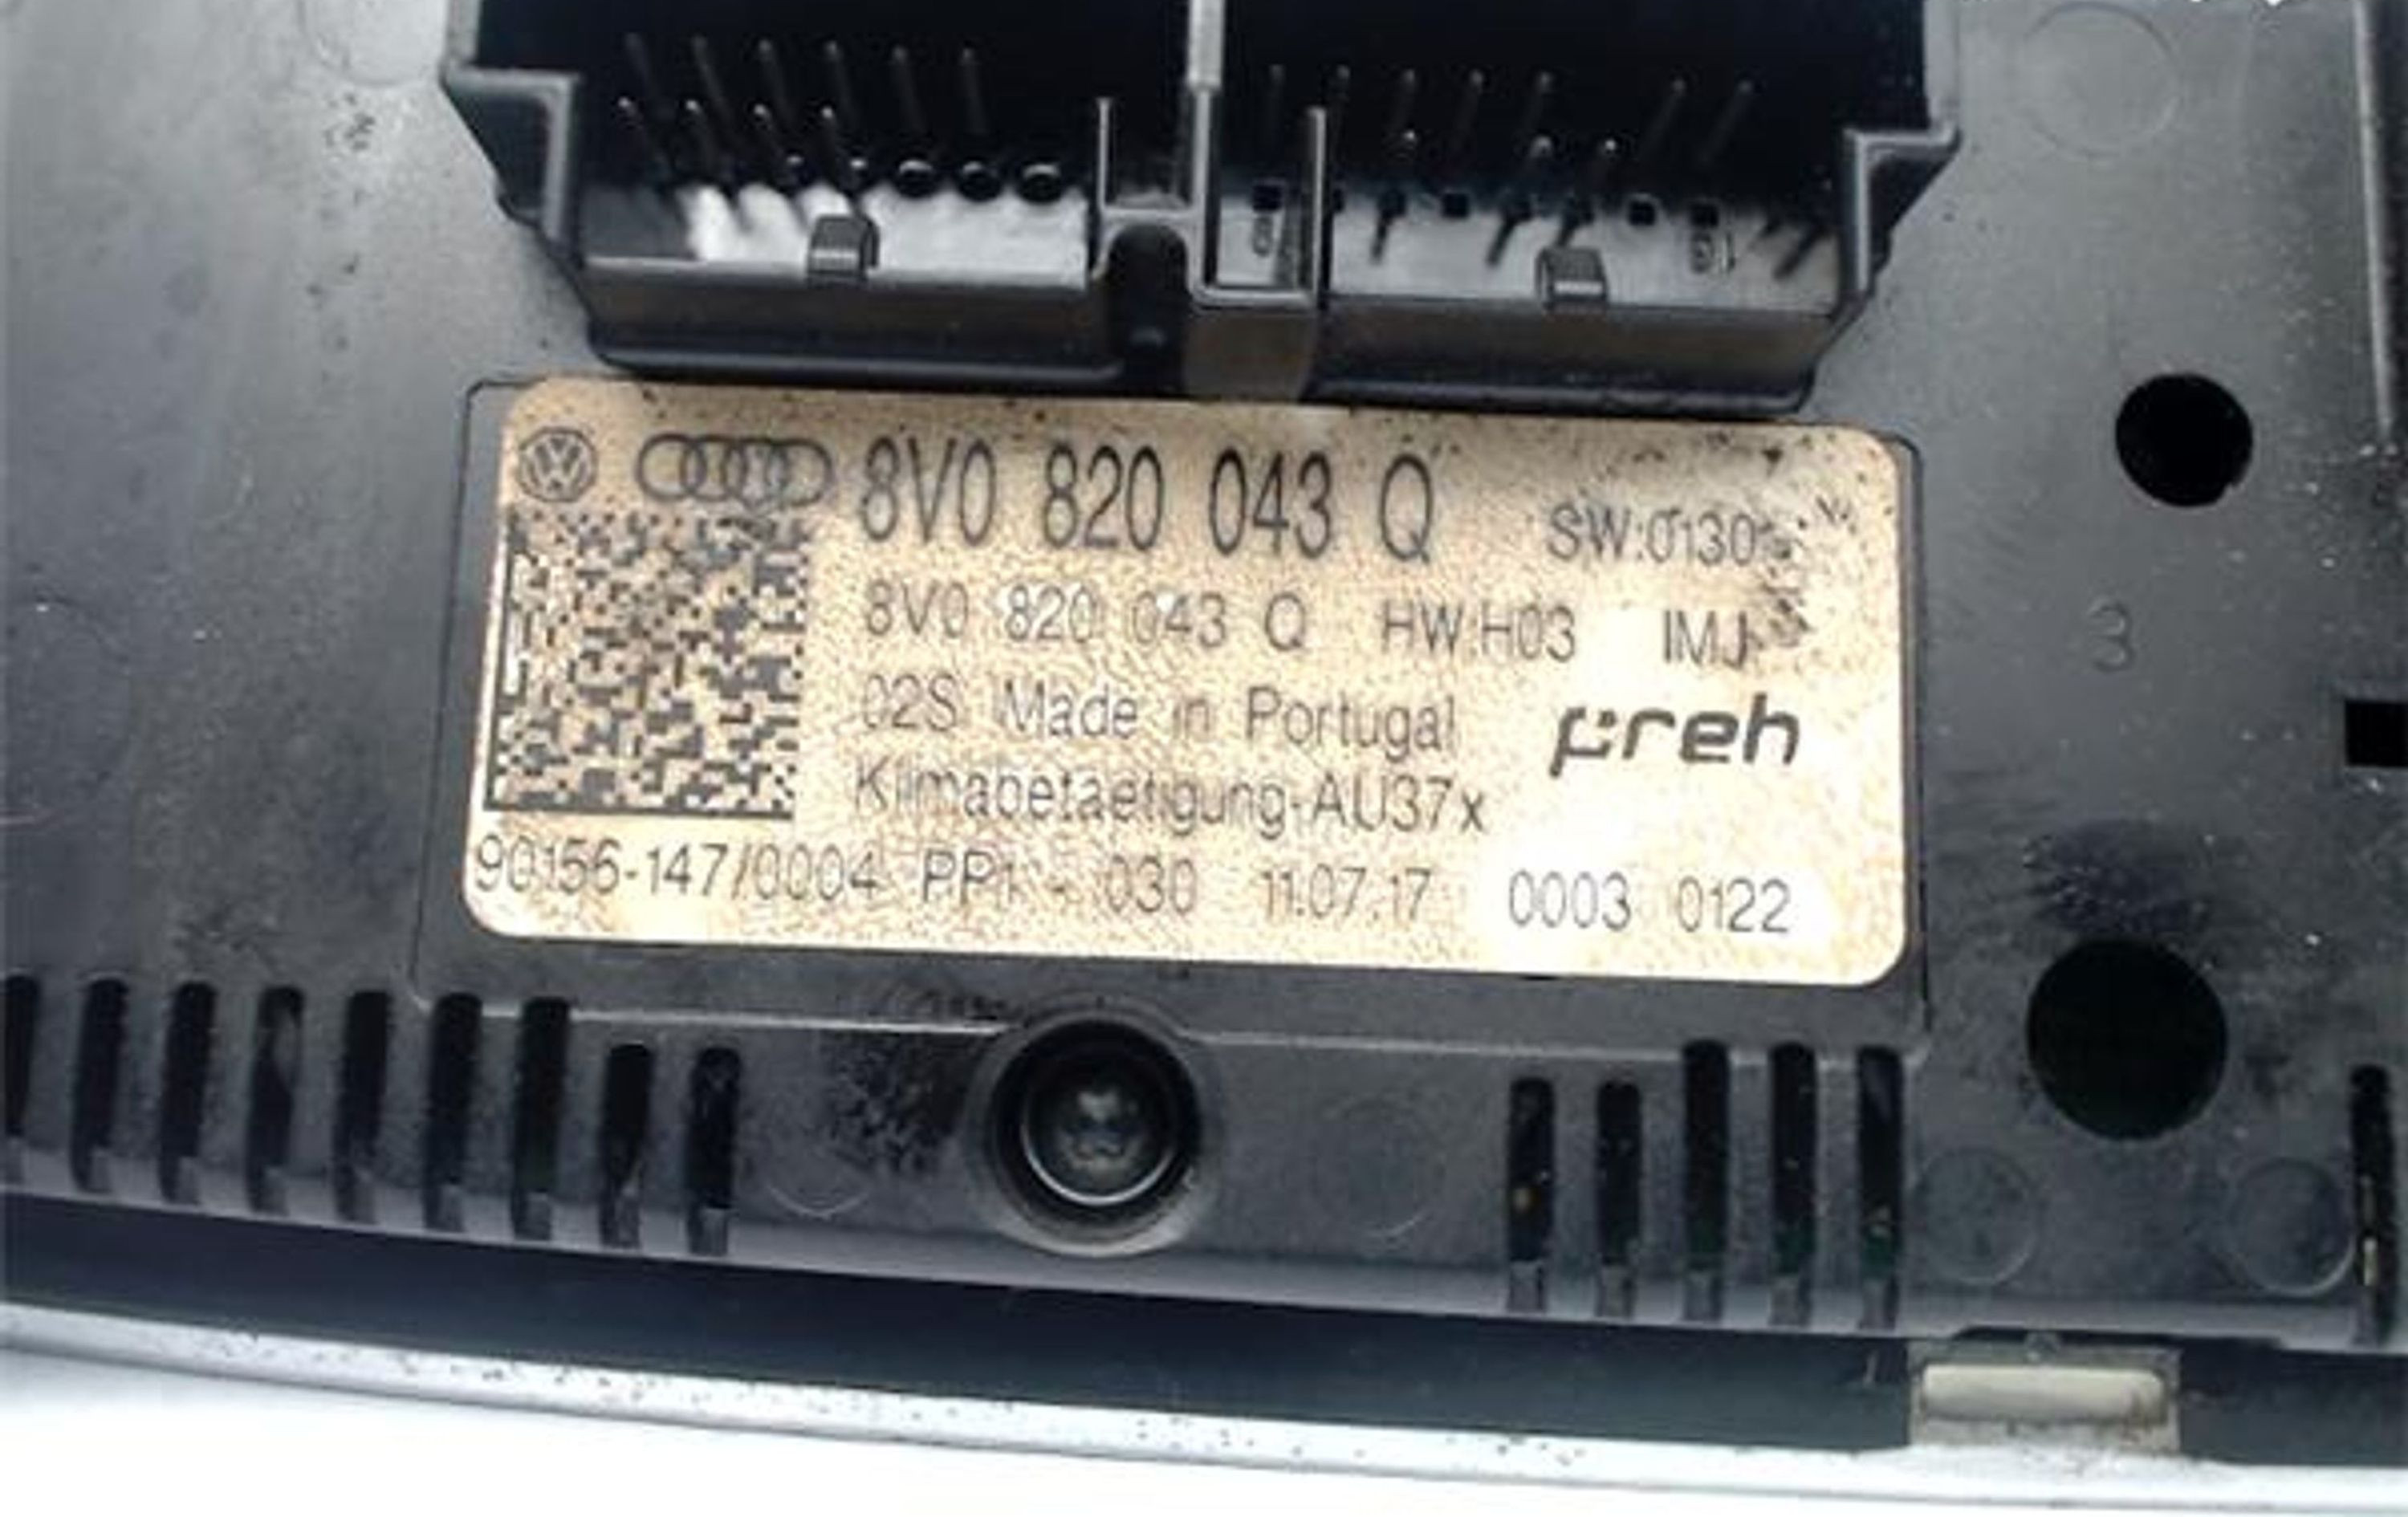 8V0 820 043 Q SW:0130
8V0 820 043 Q HW:H03 IMJ
02S Made in Portugal preh
Klimabetaetigung-AU37x
90156-147/0004 PP1 - 030 11.07.17 0003 0122
3